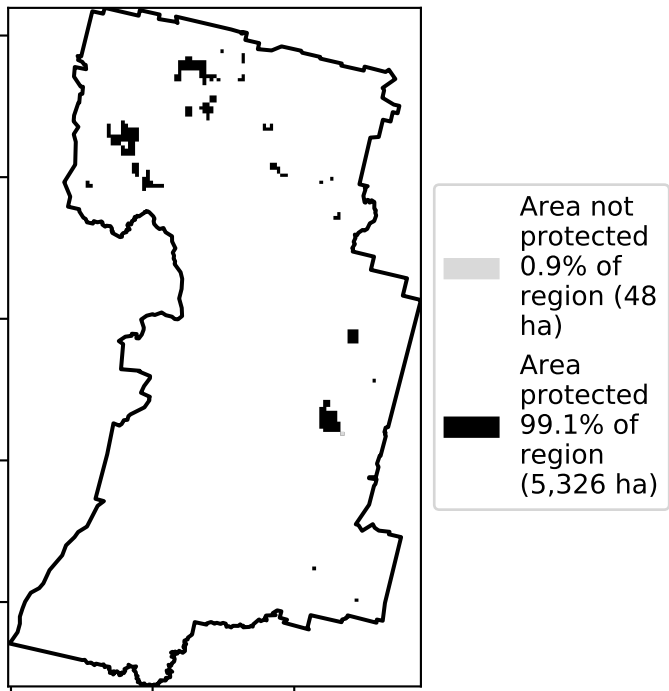 Area not
protected
0.9% of
region (48
ha)
Area
protected
99.1% of
region
(5,326 ha)